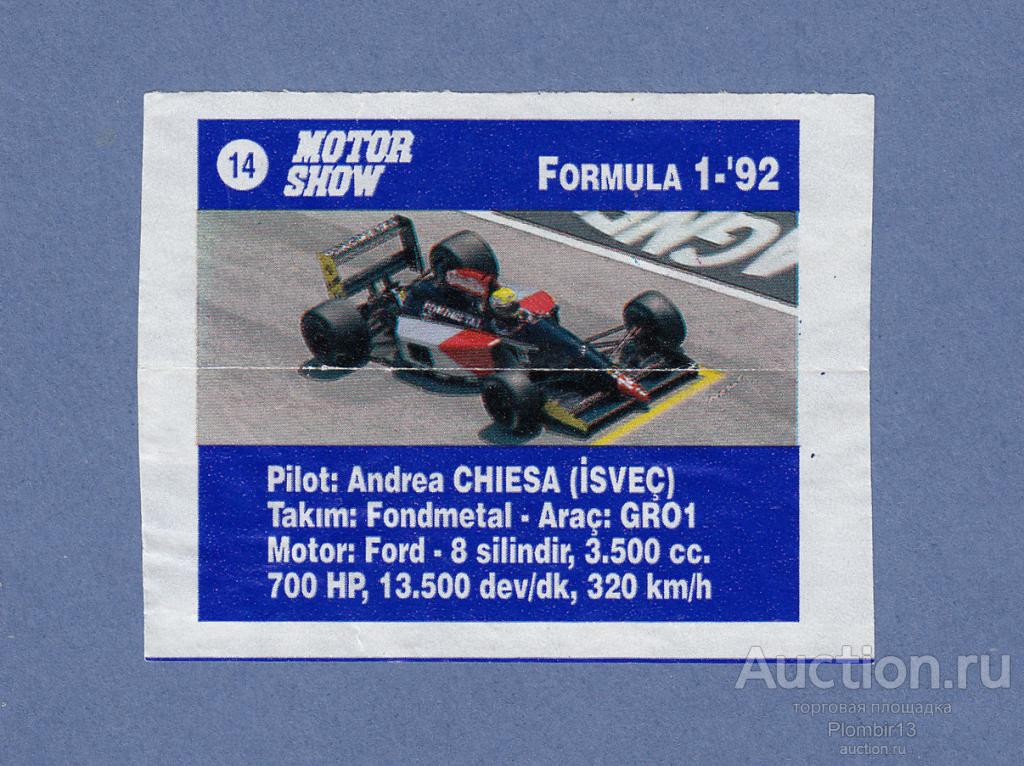 14
MOTOR
SHOW
FORMULA 1-'92
Pilot: Andrea CHIESA (İSVEÇ)
Takım: Fondmetal - Araç: GRO1
Motor: Ford - 8 silindir, 3.500 cc.
700 HP, 13.500 dev/dk, 320 km/h
Auction.ru
торговая площадка
Plombir13
auction.ru